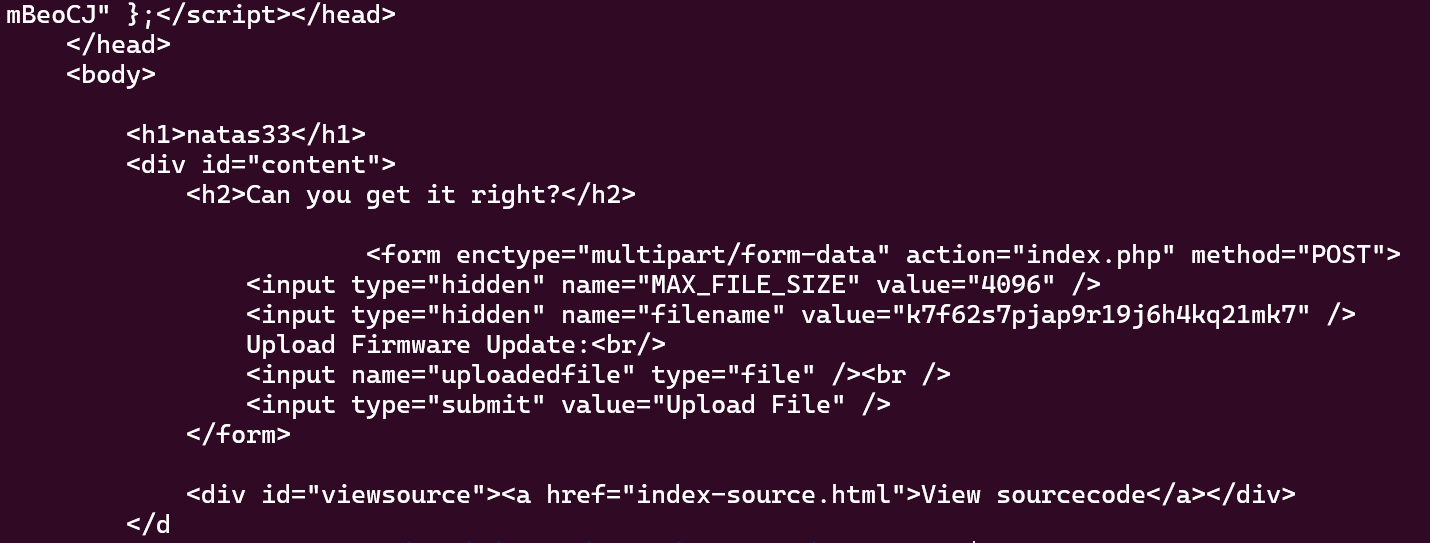 mBeoCJ" };</script></head>
</head>
<body>
<h1>natas33</h1>
<div id="content">
<h2>Can you get it right?</h2>
<form enctype="multipart/form-data" action="index.php" method="POST">
<input type="hidden" name="MAX_FILE_SIZE" value="4096" />
<input type="hidden" name="filename" value="k7f62s7pjap9r19j6h4kq21mk7" />
Upload Firmware Update:<br/>
<input name="uploadedfile" type="file" /><br />
<input type="submit" value="Upload File" />
</form>
<div id="viewsource"><a href="index-source.html">View sourcecode</a></div>
</d